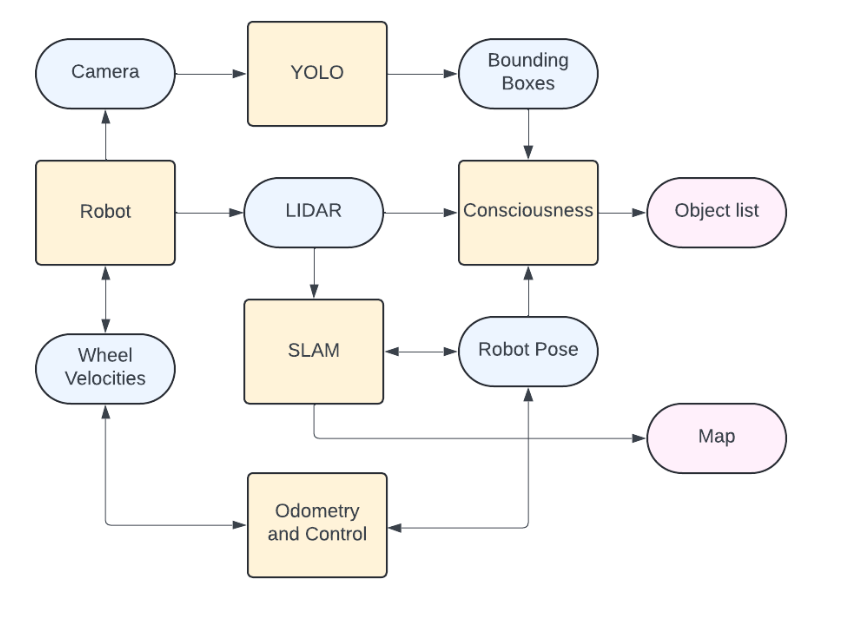 Camera
YOLO
Bounding
Boxes
Robot
LIDAR
Consciousness
Object list
Wheel
Velocities
SLAM
Robot Pose
Map
Odometry
and Control